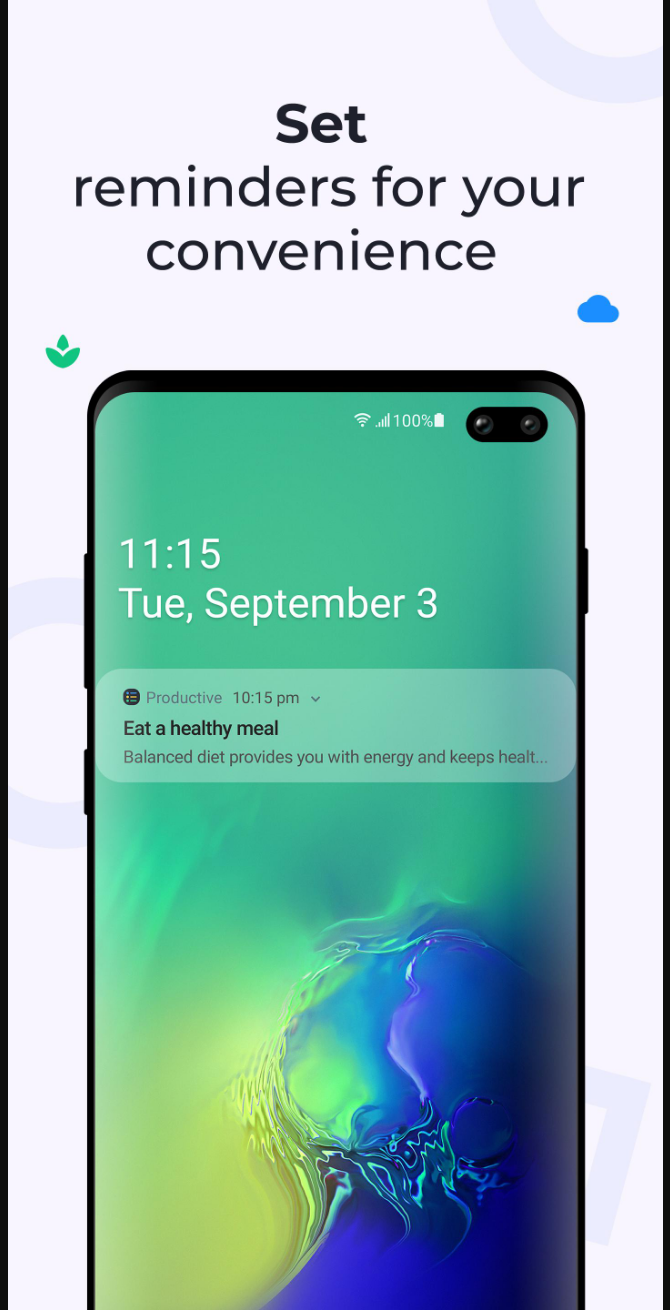 Set
reminders for your
convenience
100%
11:15
Tue, September 3
Productive 10:15 pm
Eat a healthy meal
Balanced diet provides you with energy and keeps healt...